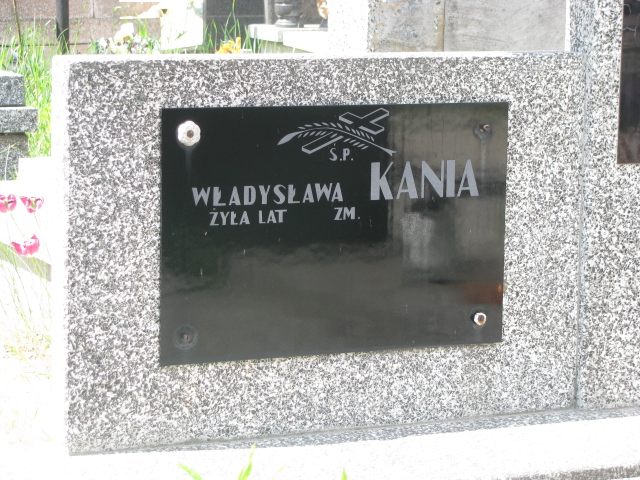 Ś.P.
WŁADYSŁAWA KANIA
ŻYŁA LAT ZM.